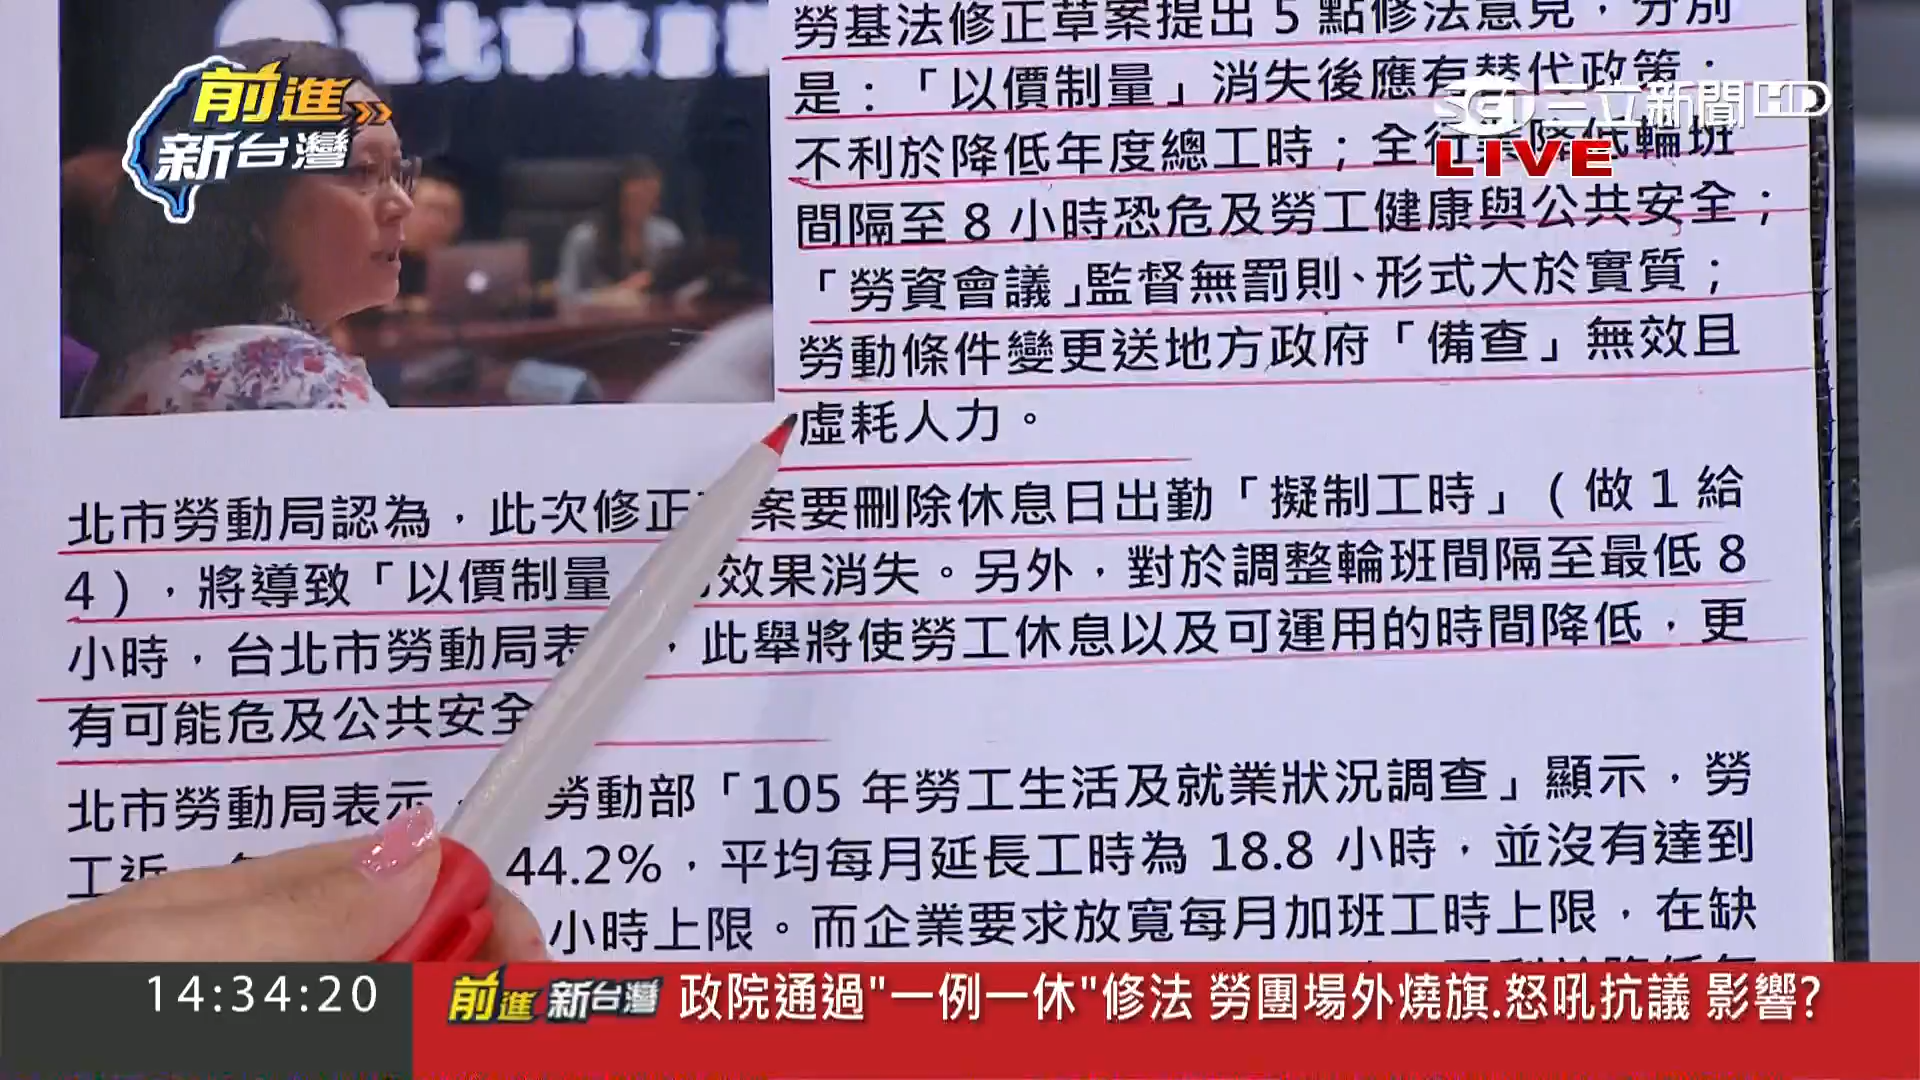 前進
新台灣
SET三立新聞HD
LIVE
勞基法修正草案提出 5 點修法意見，分別
是：「以價制量」消失後應有替代政策；
不利於降低年度總工時；全行業降低輪班
間隔至 8 小時恐危及勞工健康與公共安全；
「勞資會議」監督無罰則、形式大於實質；
勞動條件變更送地方政府「備查」無效且
虛耗人力。
北市勞動局認為，此次修正 案要刪除休息日出勤「擬制工時」（做 1 給
4），將導致「以價制量 效果消失。另外，對於調整輪班間隔至最低 8
小時，台北市勞動局表 ，此舉將使勞工休息以及可運用的時間降低，更
有可能危及公共安全
北市勞動局表示， 勞動部「105 年勞工生活及就業狀況調查」顯示，勞
工近 44.2%，平均每月延長工時為 18.8 小時，並沒有達到
小時上限。而企業要求放寬每月加班工時上限，在缺
14:34:20
前進新台灣
政院通過"一例一休"修法 勞團場外燒旗.怒吼抗議 影響?